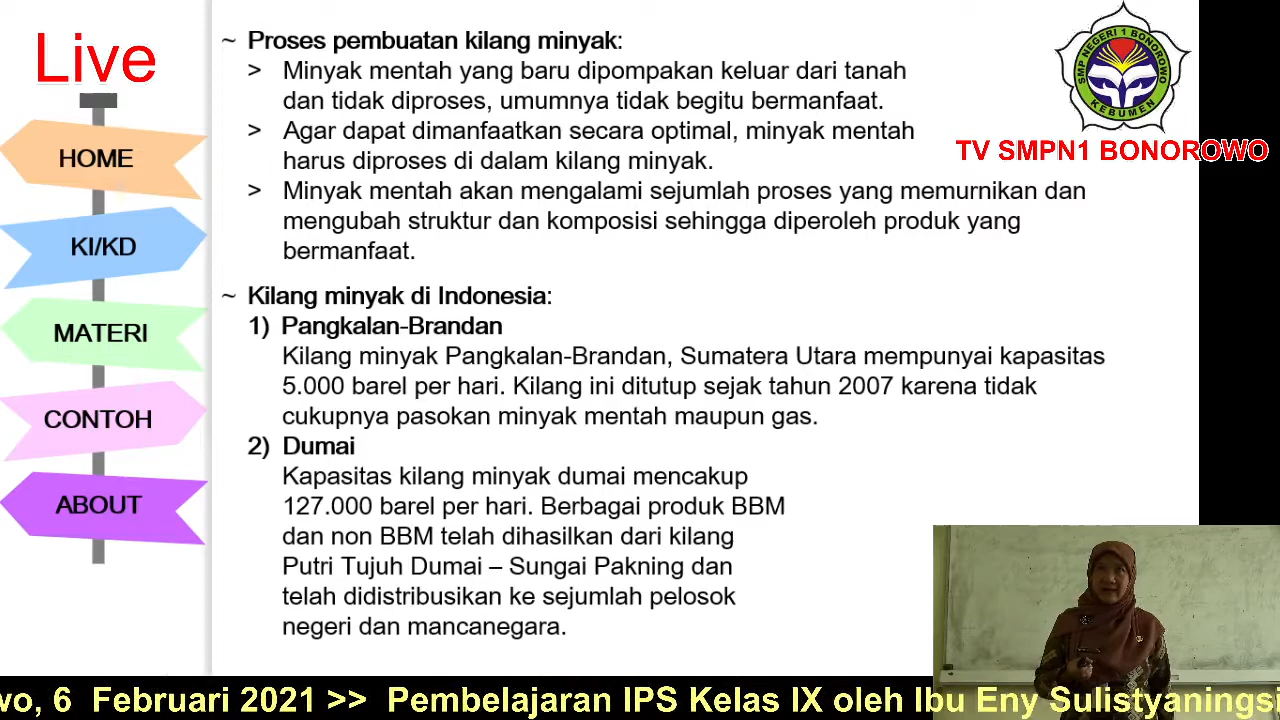 Live
HOME
KI/KD
MATERI
CONTOH
ABOUT
~ Proses pembuatan kilang minyak:
> Minyak mentah yang baru dipompakan keluar dari tanah
dan tidak diproses, umumnya tidak begitu bermanfaat.
> Agar dapat dimanfaatkan secara optimal, minyak mentah
harus diproses di dalam kilang minyak.
> Minyak mentah akan mengalami sejumlah proses yang memurnikan dan
mengubah struktur dan komposisi sehingga diperoleh produk yang
bermanfaat.
~ Kilang minyak di Indonesia:
1) Pangkalan-Brandan
Kilang minyak Pangkalan-Brandan, Sumatera Utara mempunyai kapasitas
5.000 barel per hari. Kilang ini ditutup sejak tahun 2007 karena tidak
cukupnya pasokan minyak mentah maupun gas.
2) Dumai
Kapasitas kilang minyak dumai mencakup
127.000 barel per hari. Berbagai produk BBM
dan non BBM telah dihasilkan dari kilang
Putri Tujuh Dumai – Sungai Pakning dan
telah didistribusikan ke sejumlah pelosok
negeri dan mancanegara.
SMP NEGERI 1 BONOROWO
KEBUMEN
TV SMPN1 BONOROWO
wo, 6 Februari 2021 >> Pembelajaran IPS Kelas IX oleh Ibu Eny Sulistyaningsi